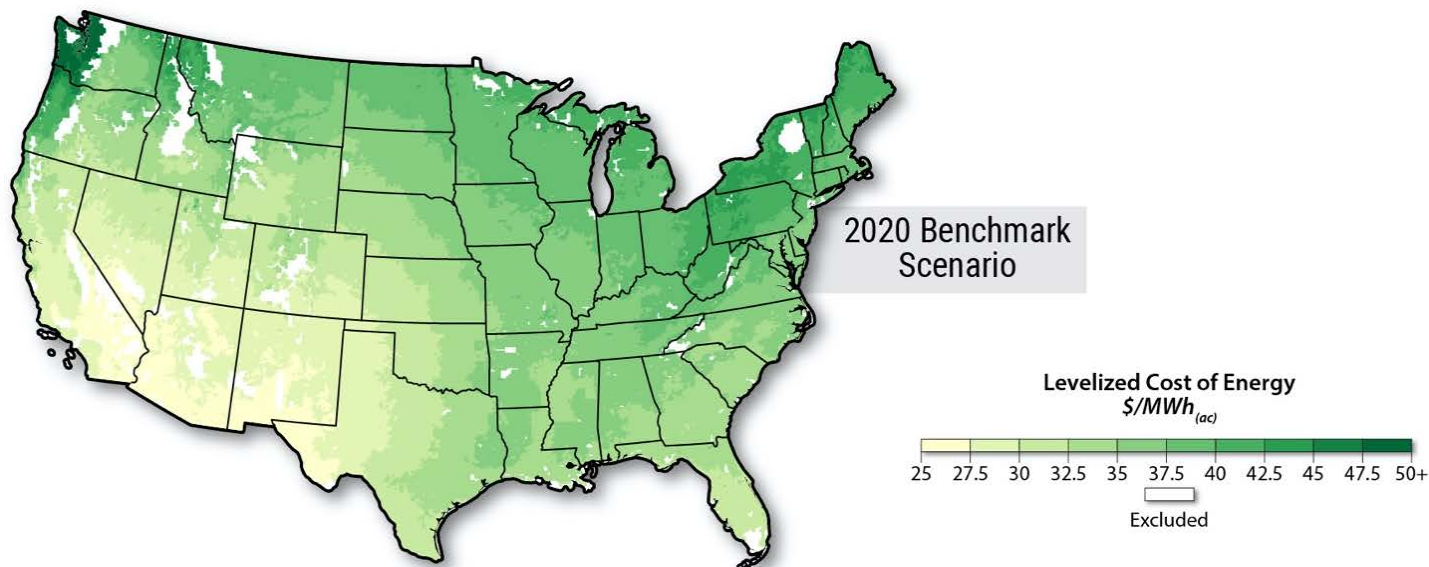 2020 Benchmark
Scenario
Levelized Cost of Energy
$/MWh(ac)
25 27.5 30 32.5 35 37.5 40 42.5 45 47.5 50+
Excluded